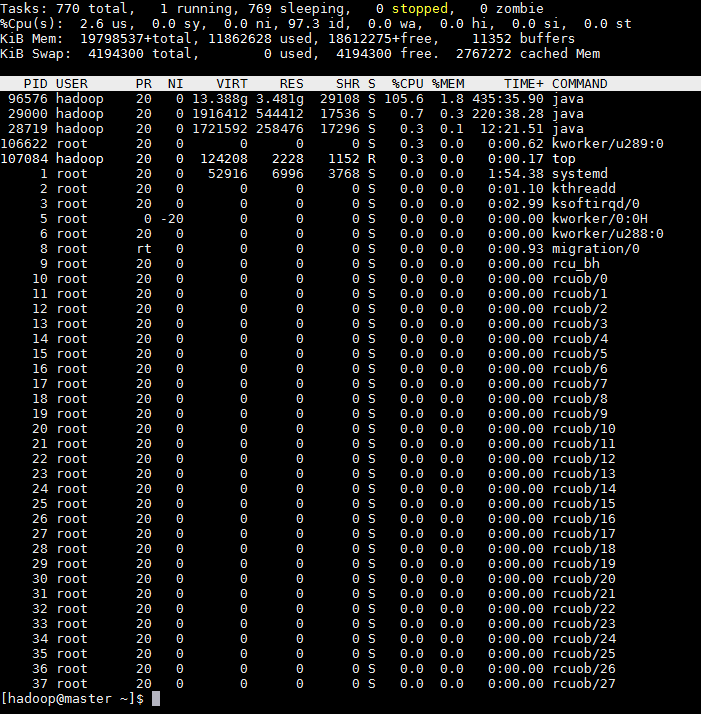 Tasks: 770 total,   1 running, 769 sleeping,   0 stopped,   0 zombie
%Cpu(s):  2.6 us,  0.0 sy,  0.0 ni, 97.3 id,  0.0 wa,  0.0 hi,  0.0 si,  0.0 st
KiB Mem:  19798537+total, 11862628 used, 18612275+free,    11352 buffers
KiB Swap:  4194300 total,        0 used,  4194300 free.  2767272 cached Mem
   PID USER      PR  NI    VIRT    RES    SHR S  %CPU %MEM     TIME+ COMMAND
 96576 hadoop    20   0 13.388g 3.481g  29108 S 105.6  1.8 435:35.90 java
 29000 hadoop    20   0 1916412 544412  17536 S   0.7  0.3 220:38.28 java
 28719 hadoop    20   0 1721592 258476  17296 S   0.3  0.1  12:21.51 java
106622 root      20   0       0      0      0 S   0.3  0.0   0:00.62 kworker/u289:0
107084 hadoop    20   0  124208   2228   1152 R   0.3  0.0   0:00.17 top
     1 root      20   0   52916   6996   3768 S   0.0  0.0   1:54.38 systemd
     2 root      20   0       0      0      0 S   0.0  0.0   0:01.10 kthreadd
     3 root      20   0       0      0      0 S   0.0  0.0   0:02.99 ksoftirqd/0
     5 root       0 -20       0      0      0 S   0.0  0.0   0:00.00 kworker/0:0H
     6 root      20   0       0      0      0 S   0.0  0.0   0:00.00 kworker/u288:0
     8 root      rt   0       0      0      0 S   0.0  0.0   0:00.93 migration/0
     9 root      20   0       0      0      0 S   0.0  0.0   0:00.00 rcu_bh
    10 root      20   0       0      0      0 S   0.0  0.0   0:00.00 rcuob/0
    11 root      20   0       0      0      0 S   0.0  0.0   0:00.00 rcuob/1
    12 root      20   0       0      0      0 S   0.0  0.0   0:00.00 rcuob/2
    13 root      20   0       0      0      0 S   0.0  0.0   0:00.00 rcuob/3
    14 root      20   0       0      0      0 S   0.0  0.0   0:00.00 rcuob/4
    15 root      20   0       0      0      0 S   0.0  0.0   0:00.00 rcuob/5
    16 root      20   0       0      0      0 S   0.0  0.0   0:00.00 rcuob/6
    17 root      20   0       0      0      0 S   0.0  0.0   0:00.00 rcuob/7
    18 root      20   0       0      0      0 S   0.0  0.0   0:00.00 rcuob/8
    19 root      20   0       0      0      0 S   0.0  0.0   0:00.00 rcuob/9
    20 root      20   0       0      0      0 S   0.0  0.0   0:00.00 rcuob/10
    21 root      20   0       0      0      0 S   0.0  0.0   0:00.00 rcuob/11
    22 root      20   0       0      0      0 S   0.0  0.0   0:00.00 rcuob/12
    23 root      20   0       0      0      0 S   0.0  0.0   0:00.00 rcuob/13
    24 root      20   0       0      0      0 S   0.0  0.0   0:00.00 rcuob/14
    25 root      20   0       0      0      0 S   0.0  0.0   0:00.00 rcuob/15
    26 root      20   0       0      0      0 S   0.0  0.0   0:00.00 rcuob/16
    27 root      20   0       0      0      0 S   0.0  0.0   0:00.00 rcuob/17
    28 root      20   0       0      0      0 S   0.0  0.0   0:00.00 rcuob/18
    29 root      20   0       0      0      0 S   0.0  0.0   0:00.00 rcuob/19
    30 root      20   0       0      0      0 S   0.0  0.0   0:00.00 rcuob/20
    31 root      20   0       0      0      0 S   0.0  0.0   0:00.00 rcuob/21
    32 root      20   0       0      0      0 S   0.0  0.0   0:00.00 rcuob/22
    33 root      20   0       0      0      0 S   0.0  0.0   0:00.00 rcuob/23
    34 root      20   0       0      0      0 S   0.0  0.0   0:00.00 rcuob/24
    35 root      20   0       0      0      0 S   0.0  0.0   0:00.00 rcuob/25
    36 root      20   0       0      0      0 S   0.0  0.0   0:00.00 rcuob/26
    37 root      20   0       0      0      0 S   0.0  0.0   0:00.00 rcuob/27
[hadoop@master ~]$